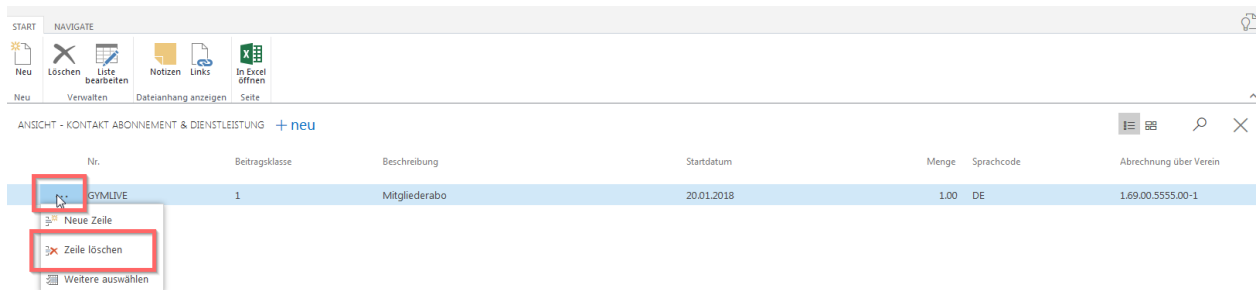 START NAVIGATE
Neu Löschen Liste bearbeiten Notizen Links In Excel öffnen
Neu Verwalten Dateianhang anzeigen Seite
ANSICHT - KONTAKT ABONNEMENT & DIENSTLEISTUNG + neu
Nr. Beitragsklasse Beschreibung Startdatum Menge Sprachcode Abrechnung über Verein
GYMLIVE 1 Mitgliederabo 20.01.2018 1.00 DE 1.69.00.5555.00-1
Neue Zeile
Zeile löschen
Weitere auswählen